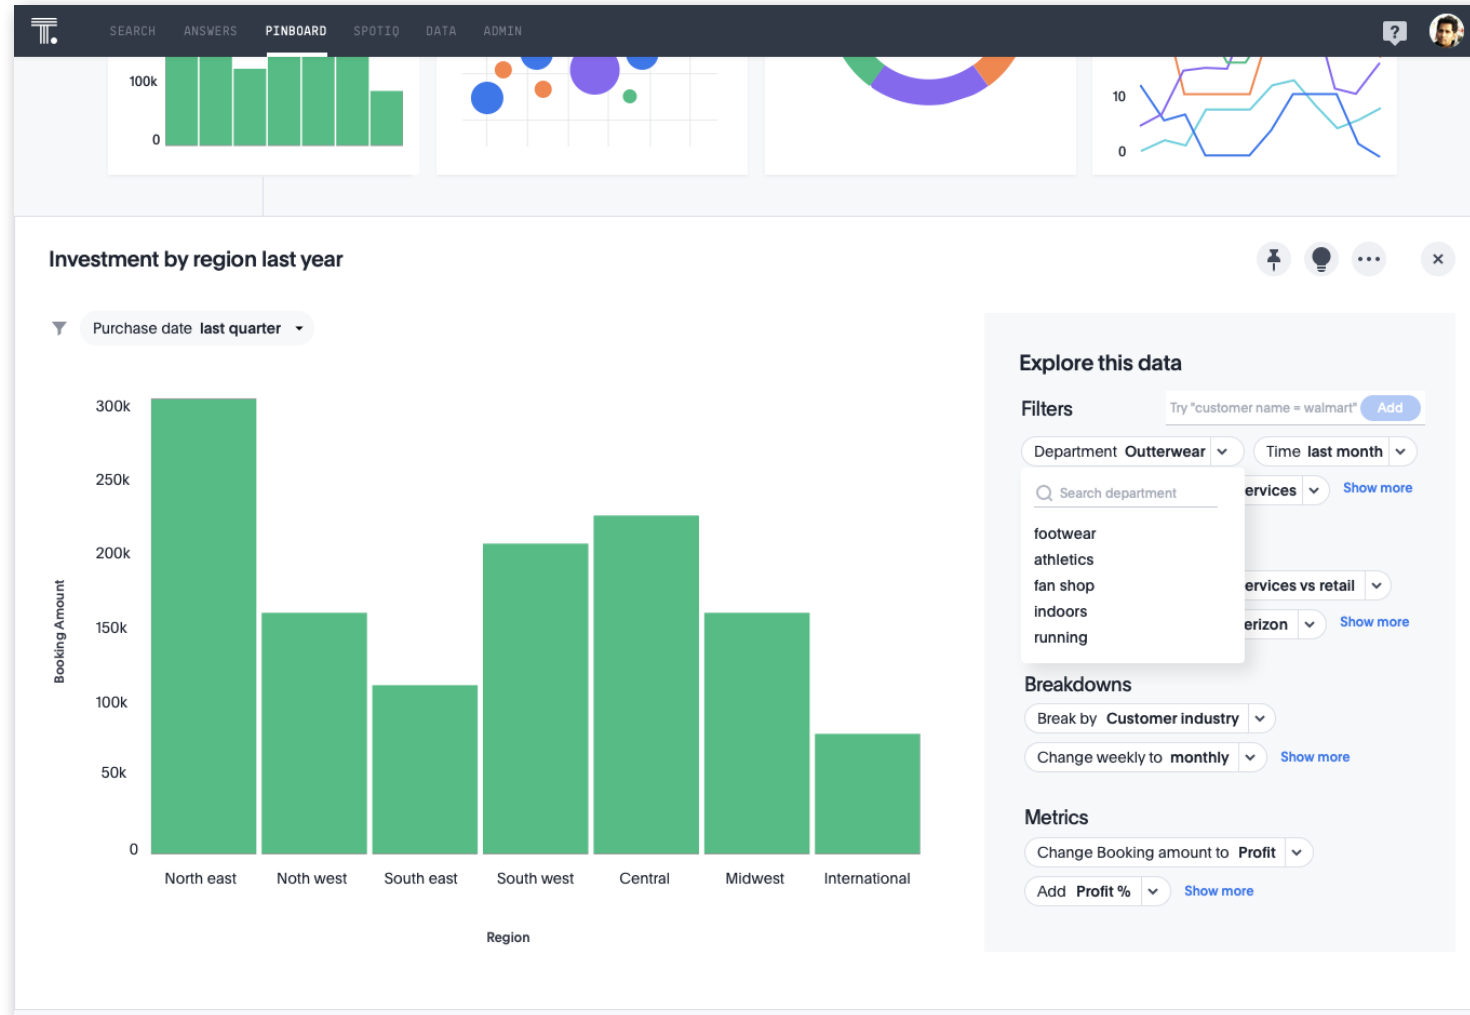 T.
SEARCH ANSWERS PINBOARD SPOTIQ DATA ADMIN
?
100k
0
10
0
Investment by region last year
Purchase date last quarter
300k
250k
200k
150k
100k
50k
0
Booking Amount
North east Noth west South east South west Central Midwest International
Region
Explore this data
Filters Try "customer name = walmart" Add
Department Outterwear Time last month
Search department
ervices Show more
footwear
athletics
fan shop
indoors
running
ervices vs retail
erizon Show more
Breakdowns
Break by Customer industry
Change weekly to monthly Show more
Metrics
Change Booking amount to Profit
Add Profit % Show more